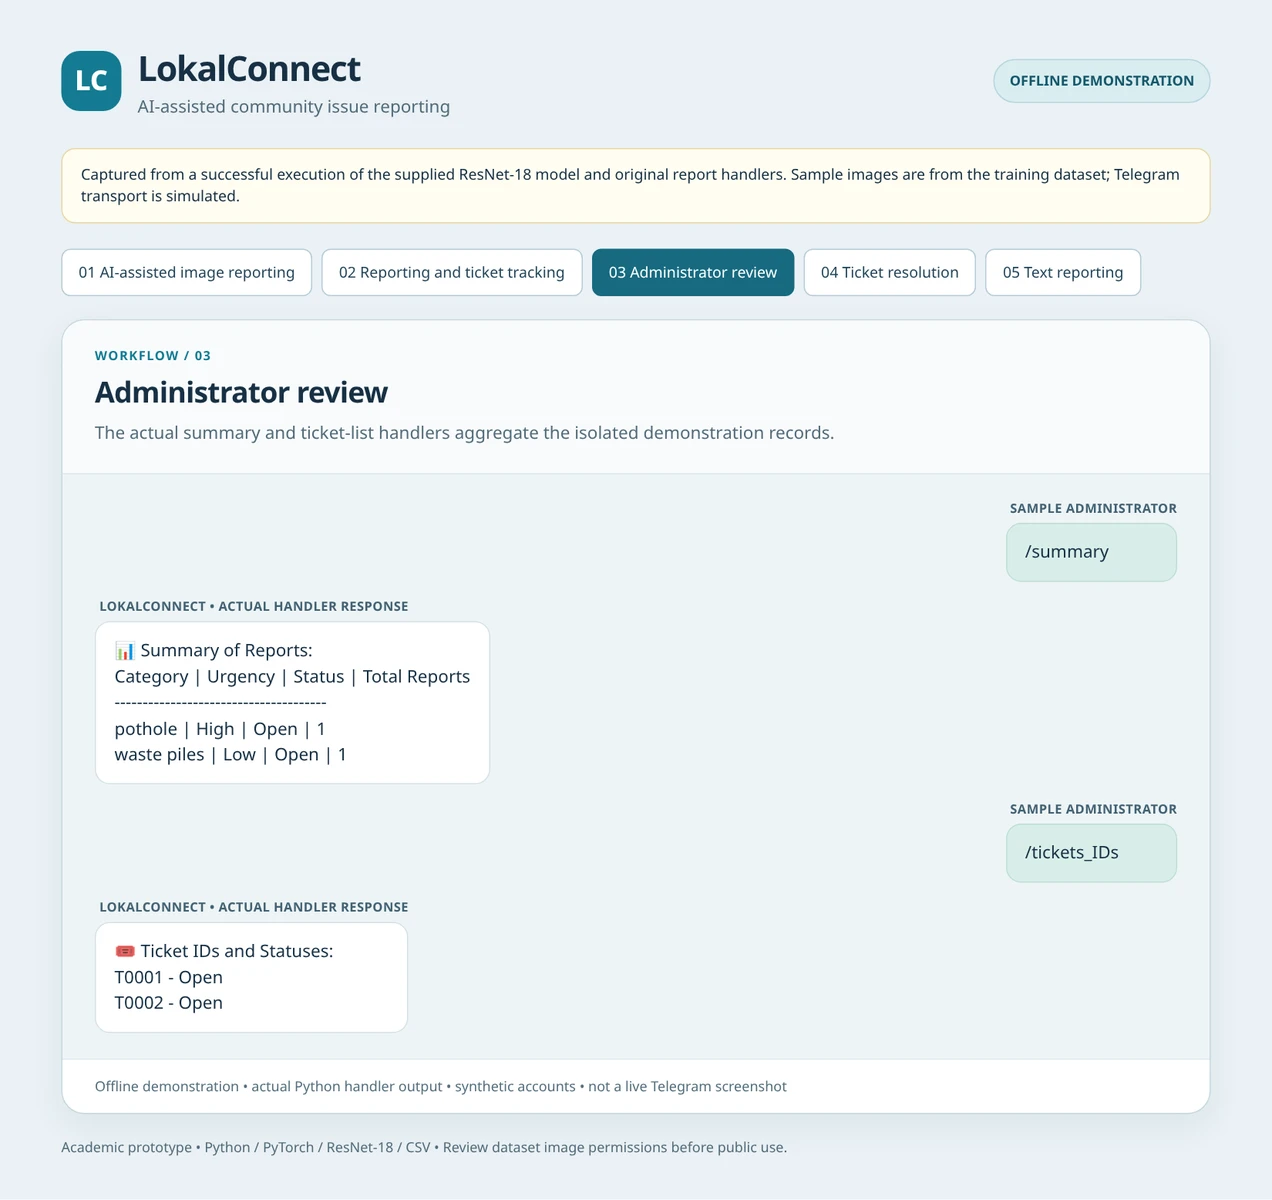 LC
LokalConnect
AI-assisted community issue reporting
OFFLINE DEMONSTRATION
Captured from a successful execution of the supplied ResNet-18 model and original report handlers. Sample images are from the training dataset; Telegram
transport is simulated.
01 AI-assisted image reporting
02 Reporting and ticket tracking
03 Administrator review
04 Ticket resolution
05 Text reporting
WORKFLOW / 03
Administrator review
The actual summary and ticket-list handlers aggregate the isolated demonstration records.
SAMPLE ADMINISTRATOR
/summary
LOKALCONNECT • ACTUAL HANDLER RESPONSE
📊 Summary of Reports:
Category | Urgency | Status | Total Reports
--------------------------------------
pothole | High | Open | 1
waste piles | Low | Open | 1
SAMPLE ADMINISTRATOR
/tickets_IDs
LOKALCONNECT • ACTUAL HANDLER RESPONSE
🎟️ Ticket IDs and Statuses:
T0001 - Open
T0002 - Open
Offline demonstration • actual Python handler output • synthetic accounts • not a live Telegram screenshot
Academic prototype • Python / PyTorch / ResNet-18 / CSV • Review dataset image permissions before public use.